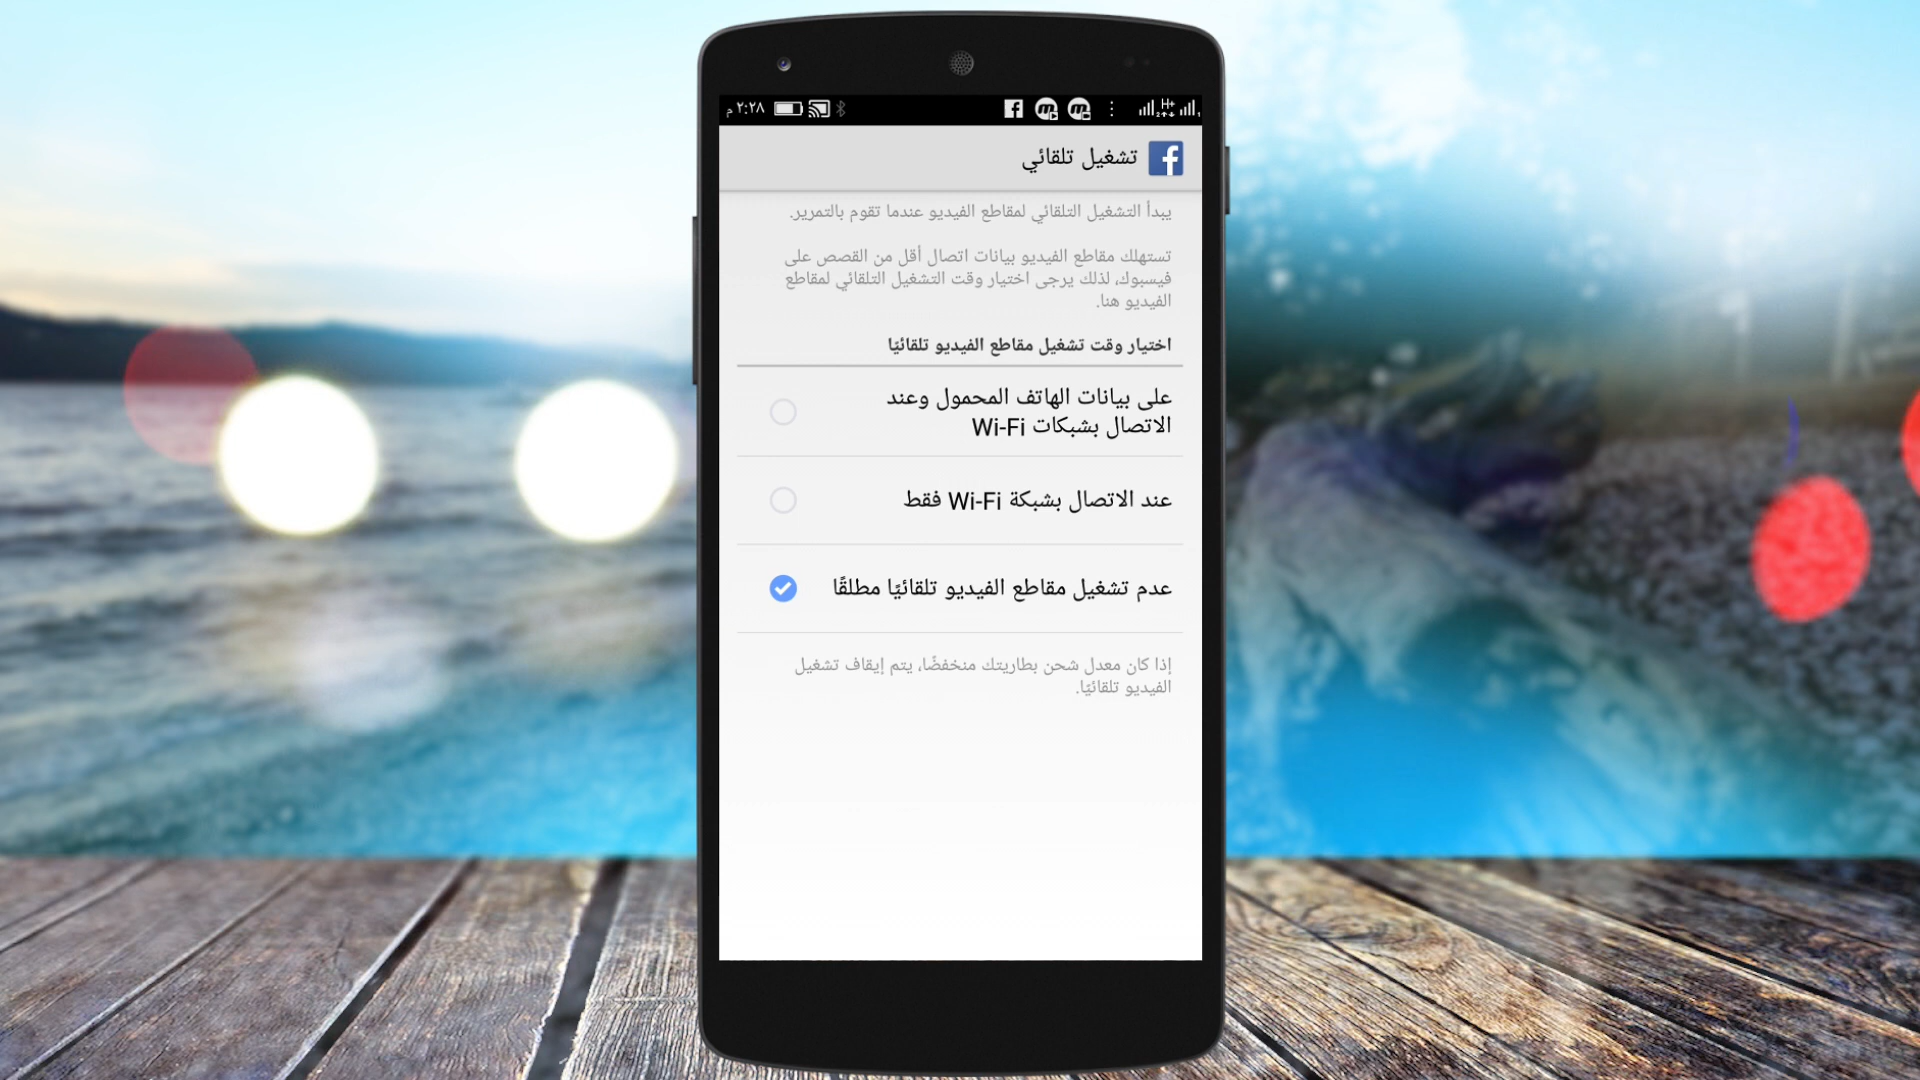 ٢:٢٨ م
تشغيل تلقائي
يبدأ التشغيل التلقائي لمقاطع الفيديو عندما تقوم بالتمرير.
تستهلك مقاطع الفيديو بيانات اتصال أقل من القصص على
فيسبوك، لذلك يرجى اختيار وقت التشغيل التلقائي لمقاطع
الفيديو هنا.
اختيار وقت تشغيل مقاطع الفيديو تلقائيًا
على بيانات الهاتف المحمول وعند
الاتصال بشبكات Wi-Fi
عند الاتصال بشبكة Wi-Fi فقط
عدم تشغيل مقاطع الفيديو تلقائيًا مطلقًا
إذا كان معدل شحن بطاريتك منخفضًا، يتم إيقاف تشغيل
الفيديو تلقائيًا.